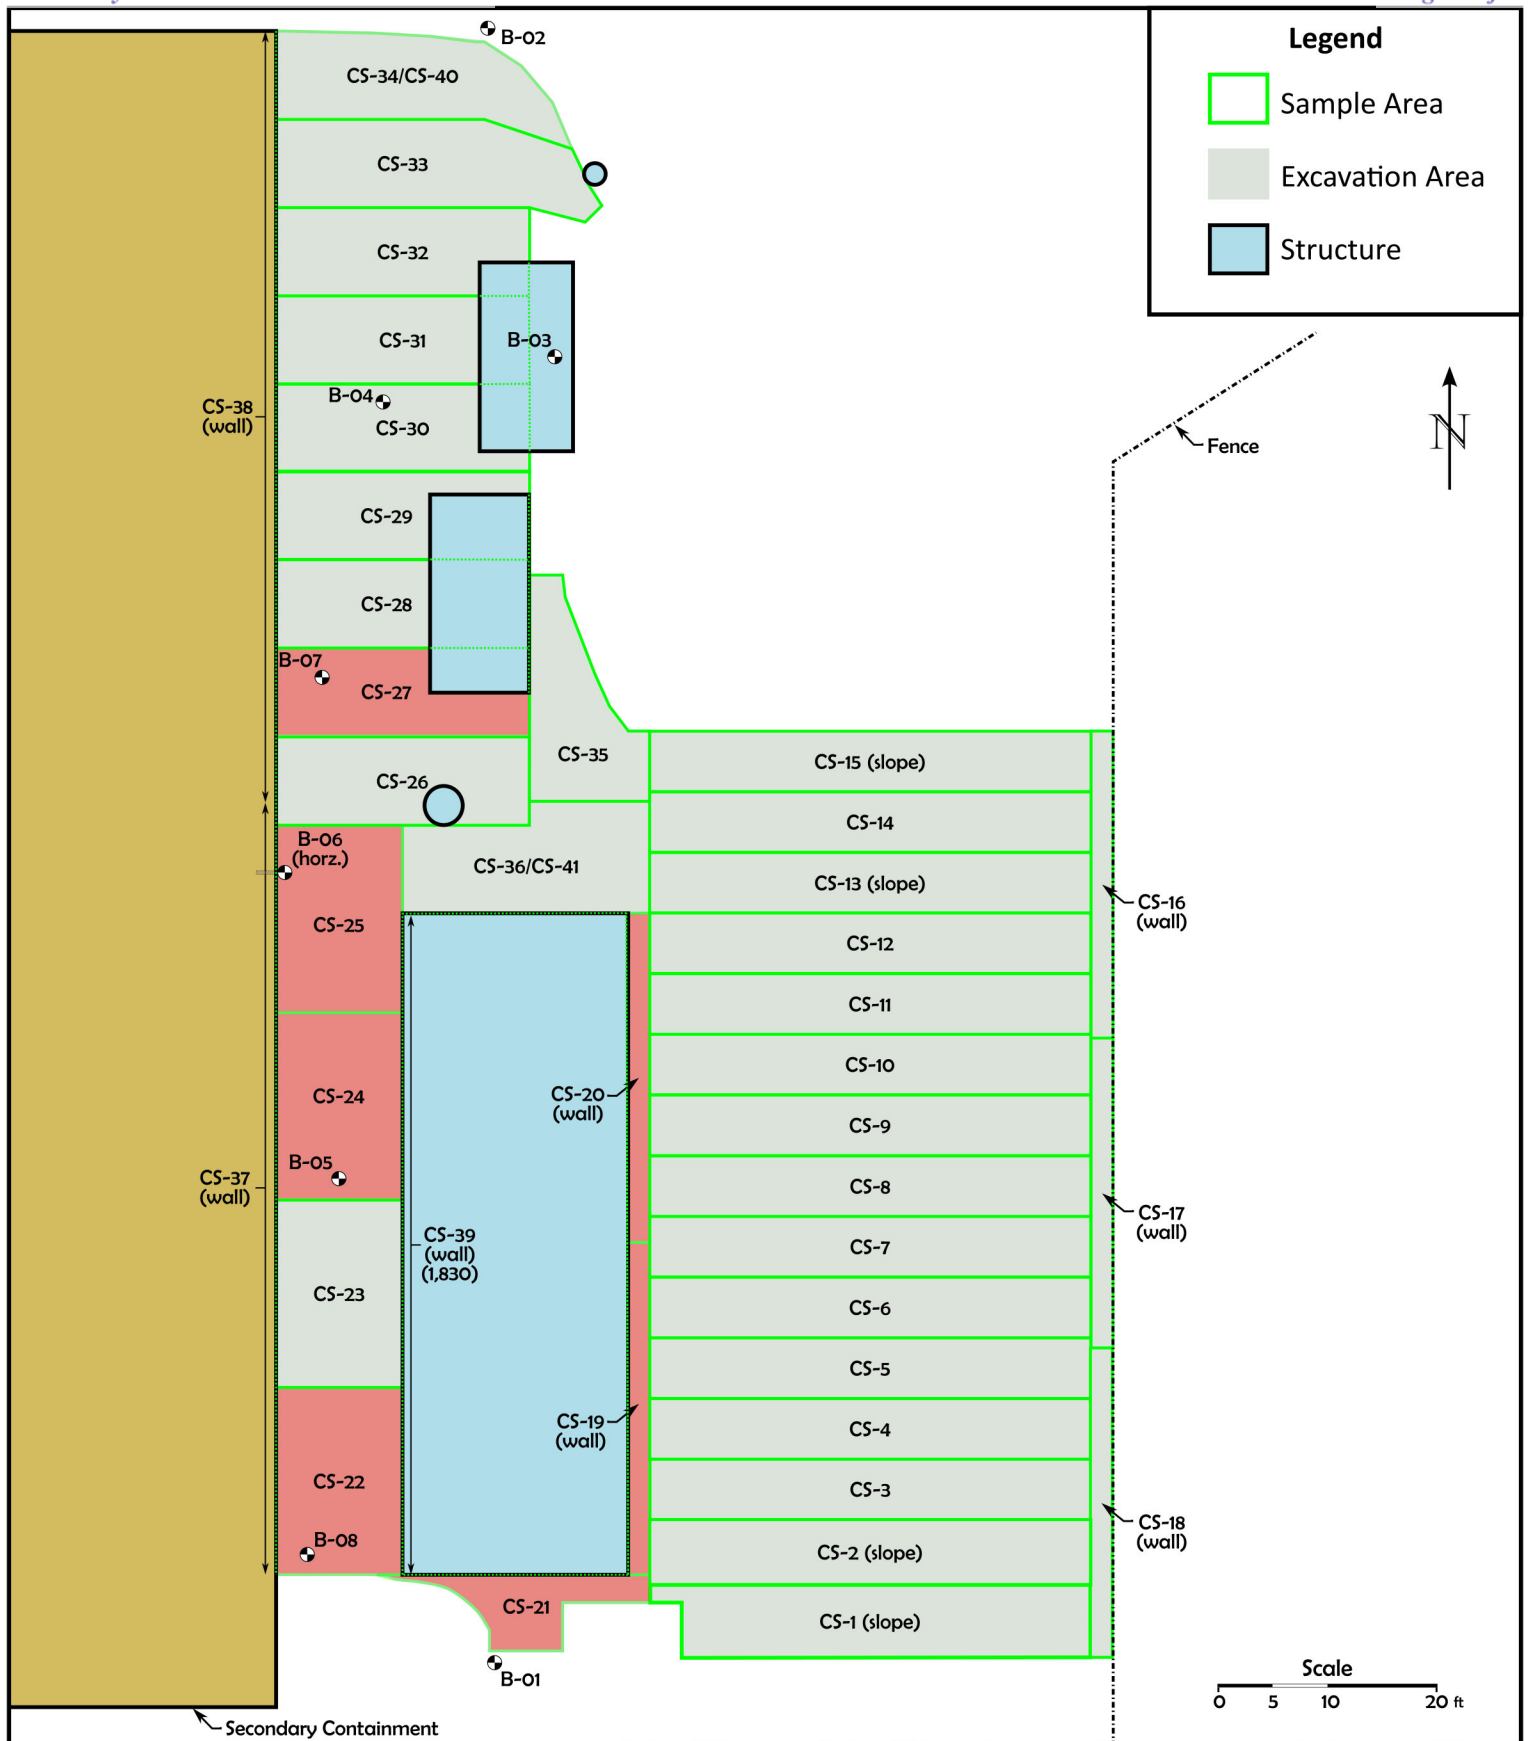 B-02
Legend
CS-34/CS-40
Sample Area
CS-33
Excavation Area
CS-32
Structure
CS-31
B-03
B-04
CS-38
(wall)
CS-30
Fence
N
CS-29
CS-28
B-07
CS-27
CS-35
CS-15 (slope)
CS-26
CS-14
B-06
(horz.)
CS-36/CS-41
CS-13 (slope)
CS-16
(wall)
CS-25
CS-12
CS-11
CS-10
CS-24
CS-20
(wall)
CS-9
B-05
CS-37
(wall)
CS-8
CS-17
(wall)
CS-39
(wall)
(1,830)
CS-7
CS-23
CS-6
CS-5
CS-19
(wall)
CS-4
CS-22
CS-3
B-08
CS-18
(wall)
CS-2 (slope)
CS-21
CS-1 (slope)
B-01
Scale
0 5 10 20 ft
Secondary Containment